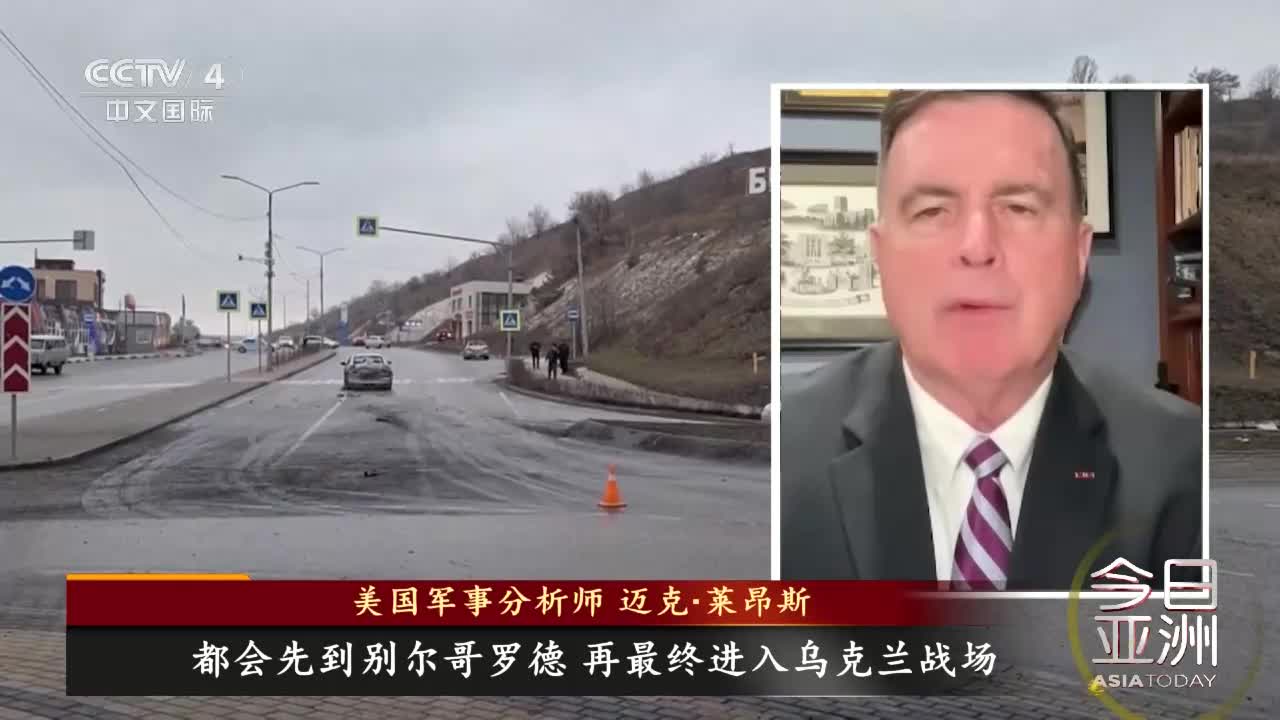 CCTV 4
中文国际
Б
美国军事分析师 迈克·莱昂斯
都会先到别尔哥罗德 再最终进入乌克兰战场
今日
亚洲
ASIA TODAY